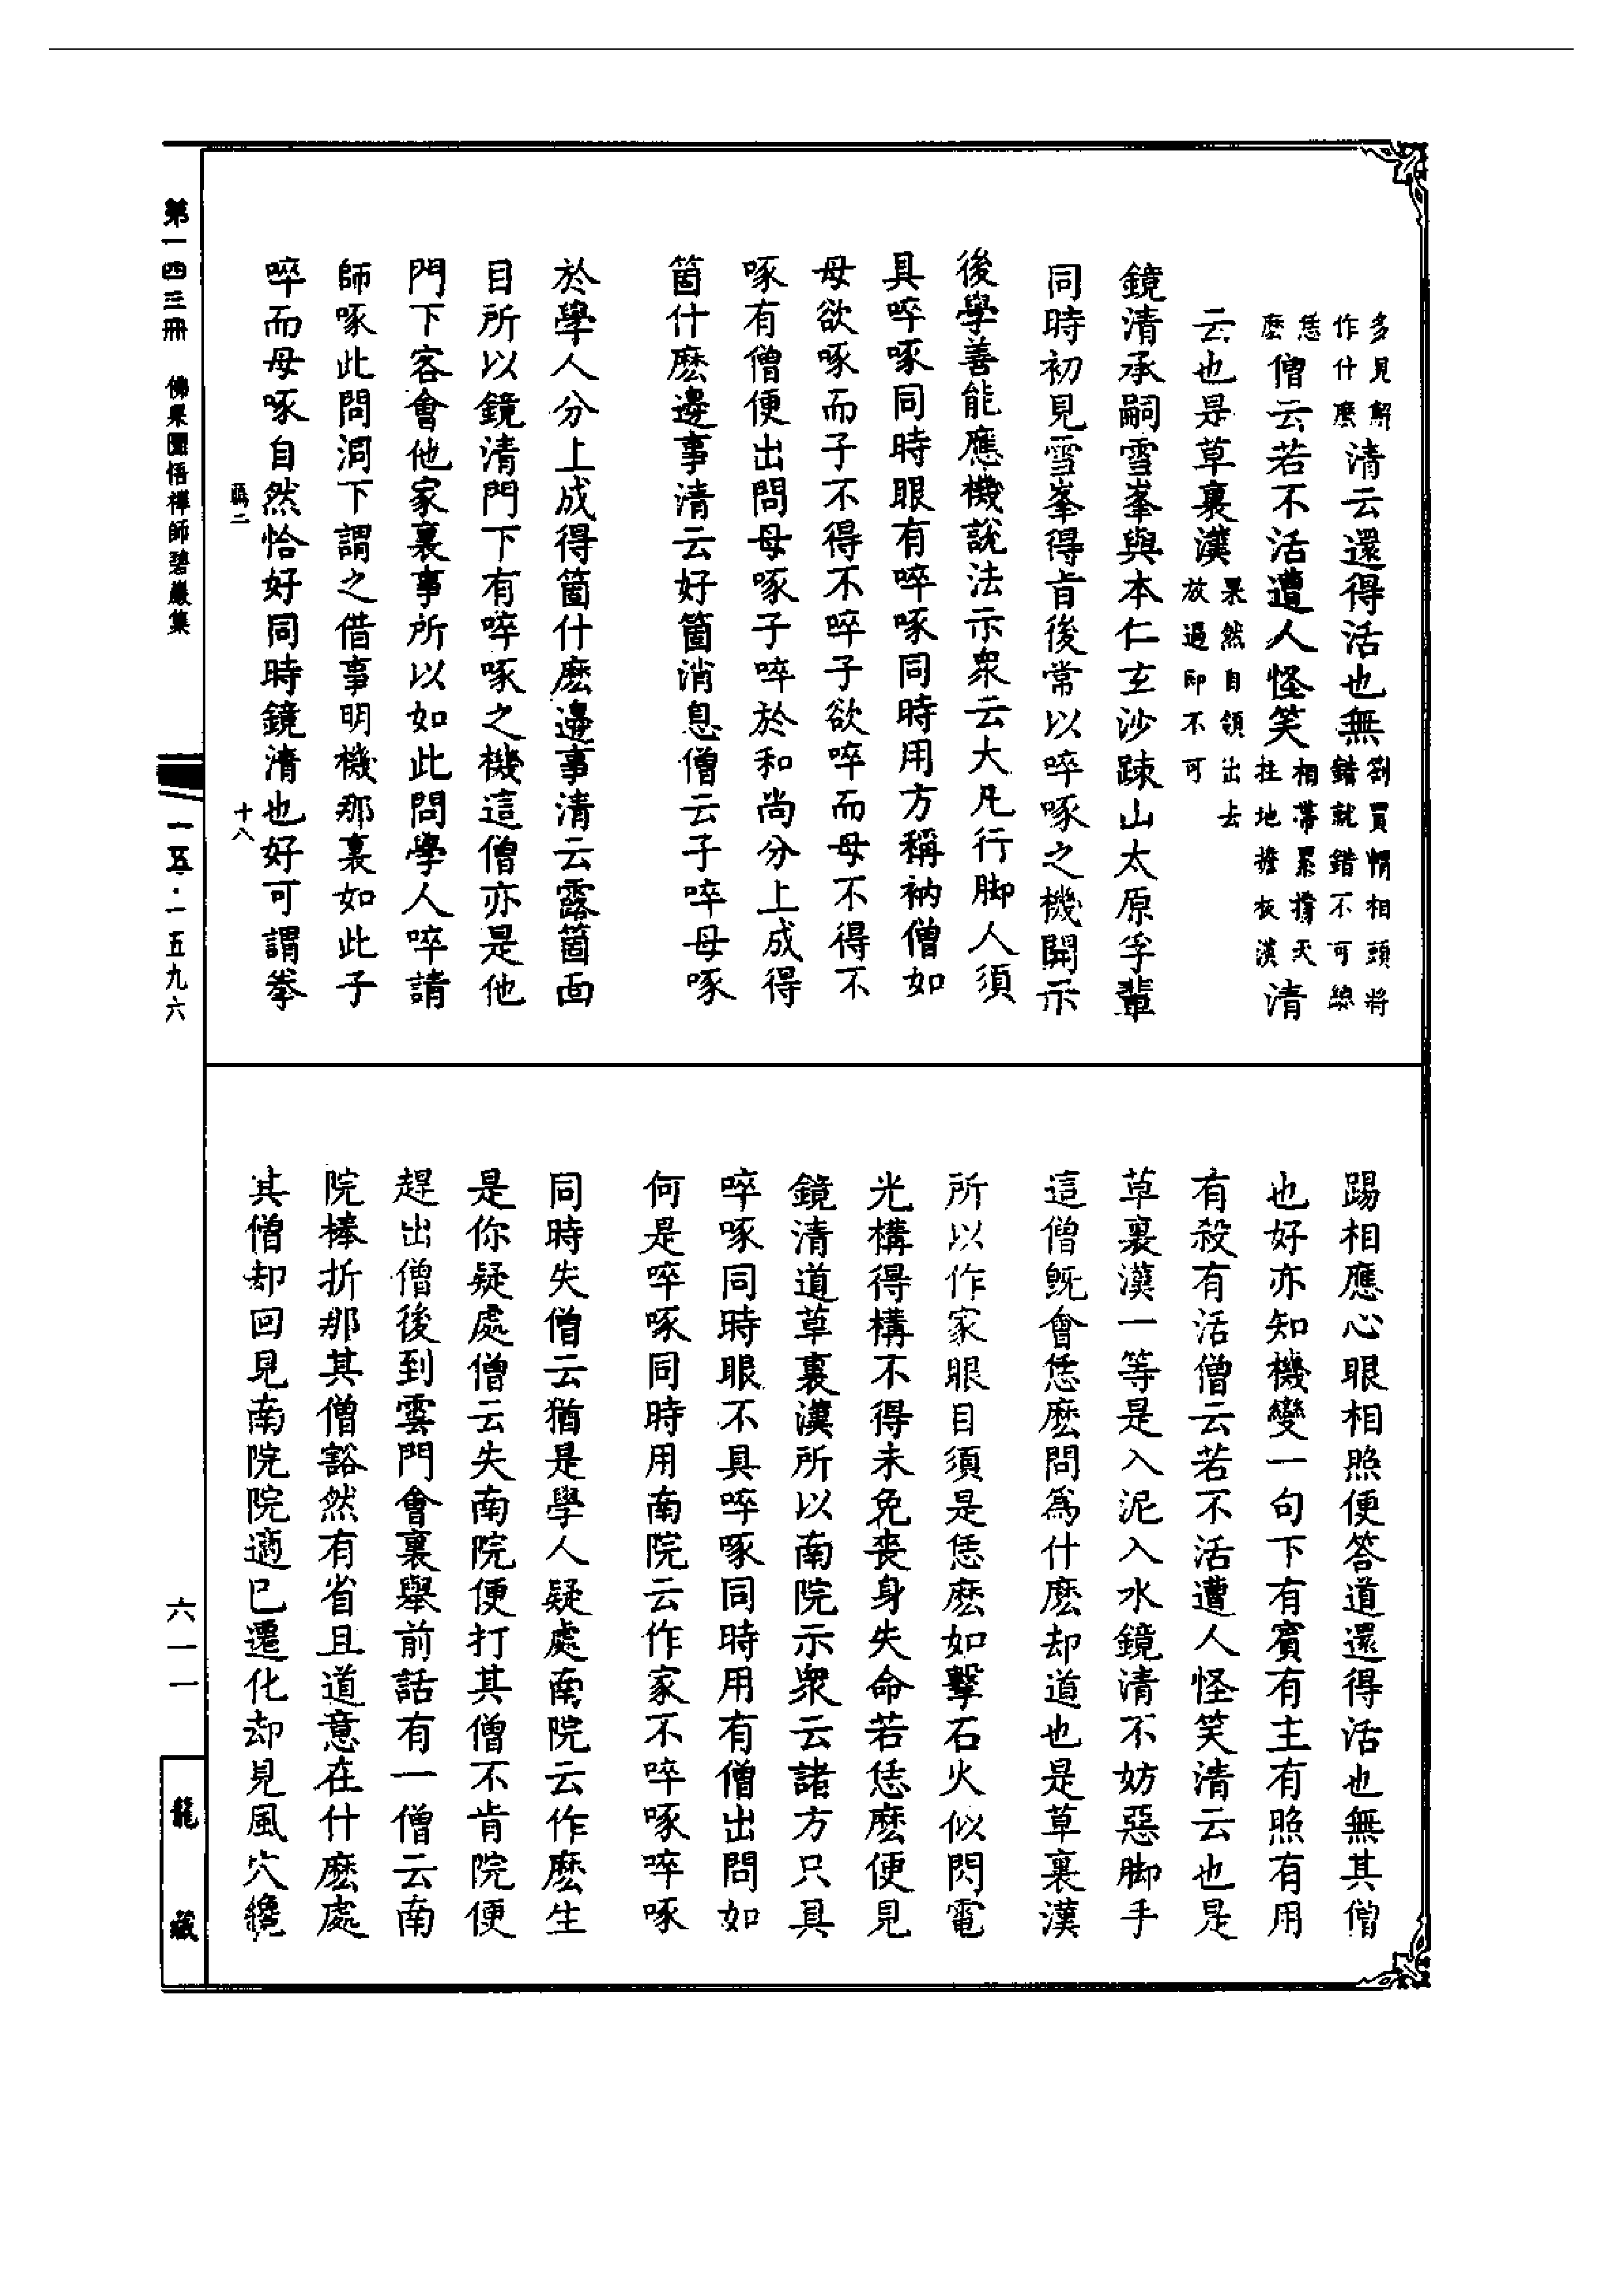 多見解作什麽清云還得活也無劄買帽相頭將錯就錯不可總
恁麽僧云若不活遭人怪笑相帶累撐天拄地擔板漢清
云也是草裏漢果然自領出去放過即不可
鏡清承嗣雪峯與本仁玄沙踈山太原孚輩
同時初見雪峯得旨後常以啐啄之機開示
後學善能應機說法示衆云大凡行脚人須
具啐啄同時眼有啐啄同時用方稱衲僧如
母欲啄而子不得不啐子欲啐而母不得不
啄有僧便出問母啄子啐於和尚分上成得
箇什麽邊事清云好箇消息僧云子啐母啄
於學人分上成得箇什麽邊事清云露箇面
目所以鏡清門下有啐啄之機這僧亦是他
門下客會他家裏事所以如此問學人啐請
師啄此問洞下謂之借事明機那裏如此子
啐而母啄自然恰好同時鏡清也好可謂拳
踢相應心眼相照便答道還得活也無其僧
也好亦知機變一句下有賓有主有照有用
有殺有活僧云若不活遭人怪笑清云也是
草裏漢一等是入泥入水鏡清不妨惡脚手
這僧旣會恁麽問爲什麽却道也是草裏漢
所以作家眼目須是恁麽如擊石火似閃電
光構得構不得未免喪身失命若恁麽便見
鏡清道草裏漢所以南院示衆云諸方只具
啐啄同時眼不具啐啄同時用有僧出問如
何是啐啄同時用南院云作家不啐啄啐啄
同時失僧云猶是學人疑處南院云作麽生
是你疑處僧云失南院便打其僧不肯院便
趕出僧後到雲門會裏舉前話有一僧云南
院棒折那其僧豁然有省且道意在什麽處
其僧却回見南院院適已遷化却見風穴纔
第一四三冊 佛果圜悟禪師碧巖集
一五·一五九六
十八
六一一
龍藏